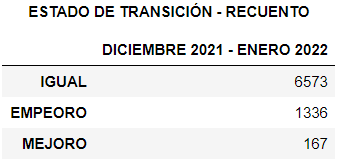 ESTADO DE TRANSICIÓN - RECUENTO
DICIEMBRE 2021 - ENERO 2022
IGUAL 6573
EMPEORO 1336
MEJORO 167